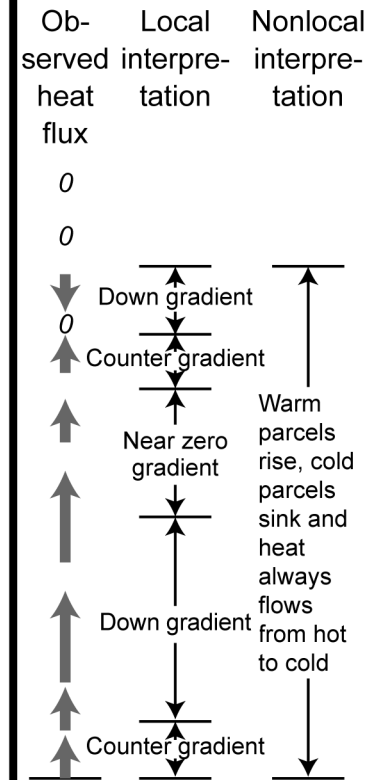 Ob-
served
heat
flux
Local
interpre-
tation
Nonlocal
interpre-
tation
0
0
Down gradient
0
Counter gradient
Near zero
gradient
Down gradient
Counter gradient
Warm
parcels
rise, cold
parcels
sink and
heat
always
flows
from hot
to cold